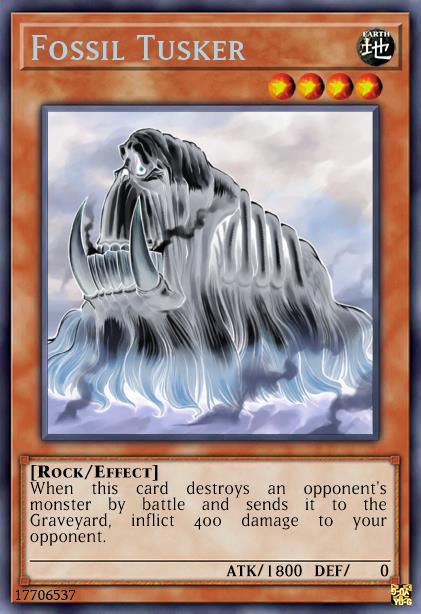 FOSSIL TUSKER
EARTH
地
[ROCK/EFFECT]
When this card destroys an opponent's
monster by battle and sends it to the
Graveyard, inflict 400 damage to your
opponent.
ATK/1800 DEF/ 0
17706537